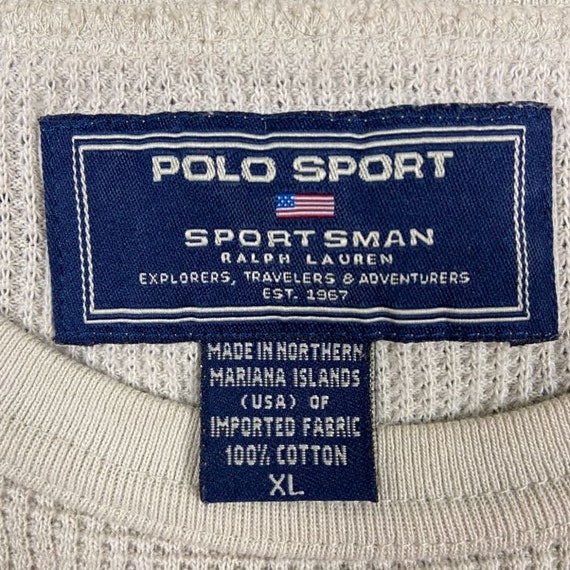 POLO SPORT
SPORTSMAN
RALPH LAUREN
EXPLORERS, TRAVELERS & ADVENTURERS
EST. 1967
MADE IN NORTHERN
MARIANA ISLANDS
(USA) OF
IMPORTED FABRIC
100% COTTON
XL